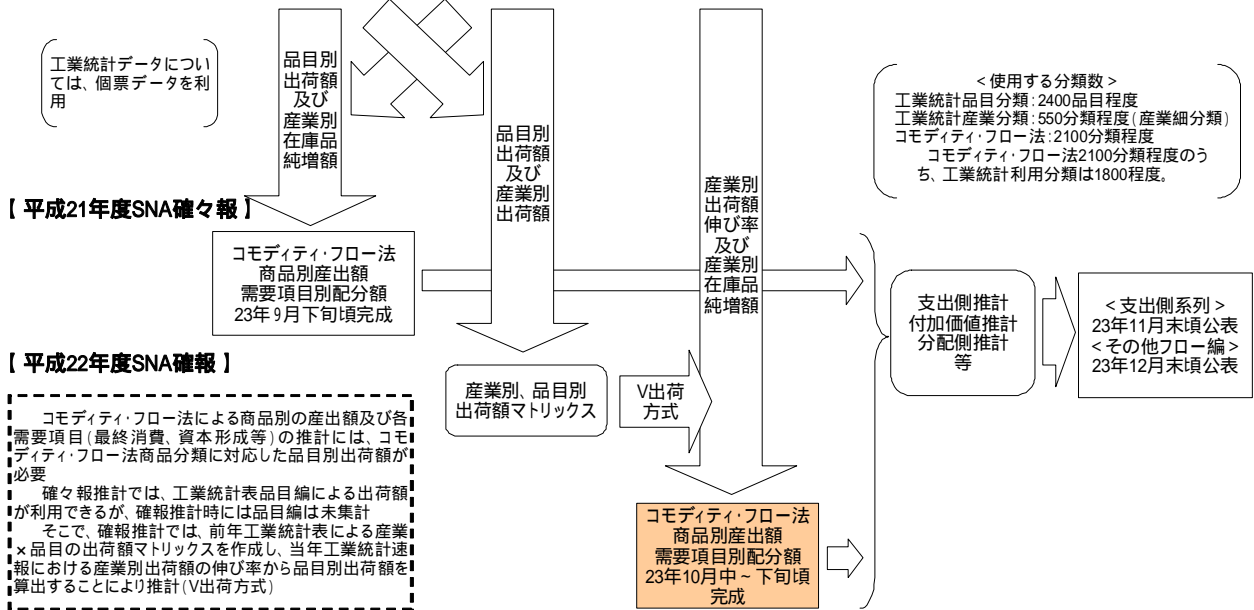 工業統計データについ
ては、個票データを利
用
品目別
出荷額
及び
産業別
在庫品
純増額
品目別
出荷額
及び
産業別
出荷額
産業別
出荷額
伸び率
及び
産業別
在庫品
純増額
<使用する分類数>
工業統計品目分類:2400品目程度
工業統計産業分類:550分類程度(産業細分類)
コモディティ・フロー法:2100分類程度
コモディティ・フロー法2100分類程度のう
ち、工業統計利用分類は1800程度。
【平成21年度SNA確々報】
コモディティ・フロー法
商品別産出額
需要項目別配分額
23年9月下旬頃完成
支出側推計
付加価値推計
分配側推計
等
<支出側系列>
23年11月末頃公表
<その他フロー編>
23年12月末頃公表
【平成22年度SNA確報】
産業別、品目別
出荷額マトリックス
V出荷
方式
コモディティ・フロー法による商品別の産出額及び各
需要項目(最終消費、資本形成等)の推計には、コモ
ディティ・フロー法商品分類に対応した品目別出荷額が
必要
確々報推計では、工業統計表品目編による出荷額
が利用できるが、確報推計時には品目編は未集計
そこで、確報推計では、前年工業統計表による産業
×品目の出荷額マトリックスを作成し、当年工業統計速
報における産業別出荷額の伸び率から品目別出荷額を
算出することにより推計(V出荷方式)
コモディティ・フロー法
商品別産出額
需要項目別配分額
23年10月中~下旬頃
完成